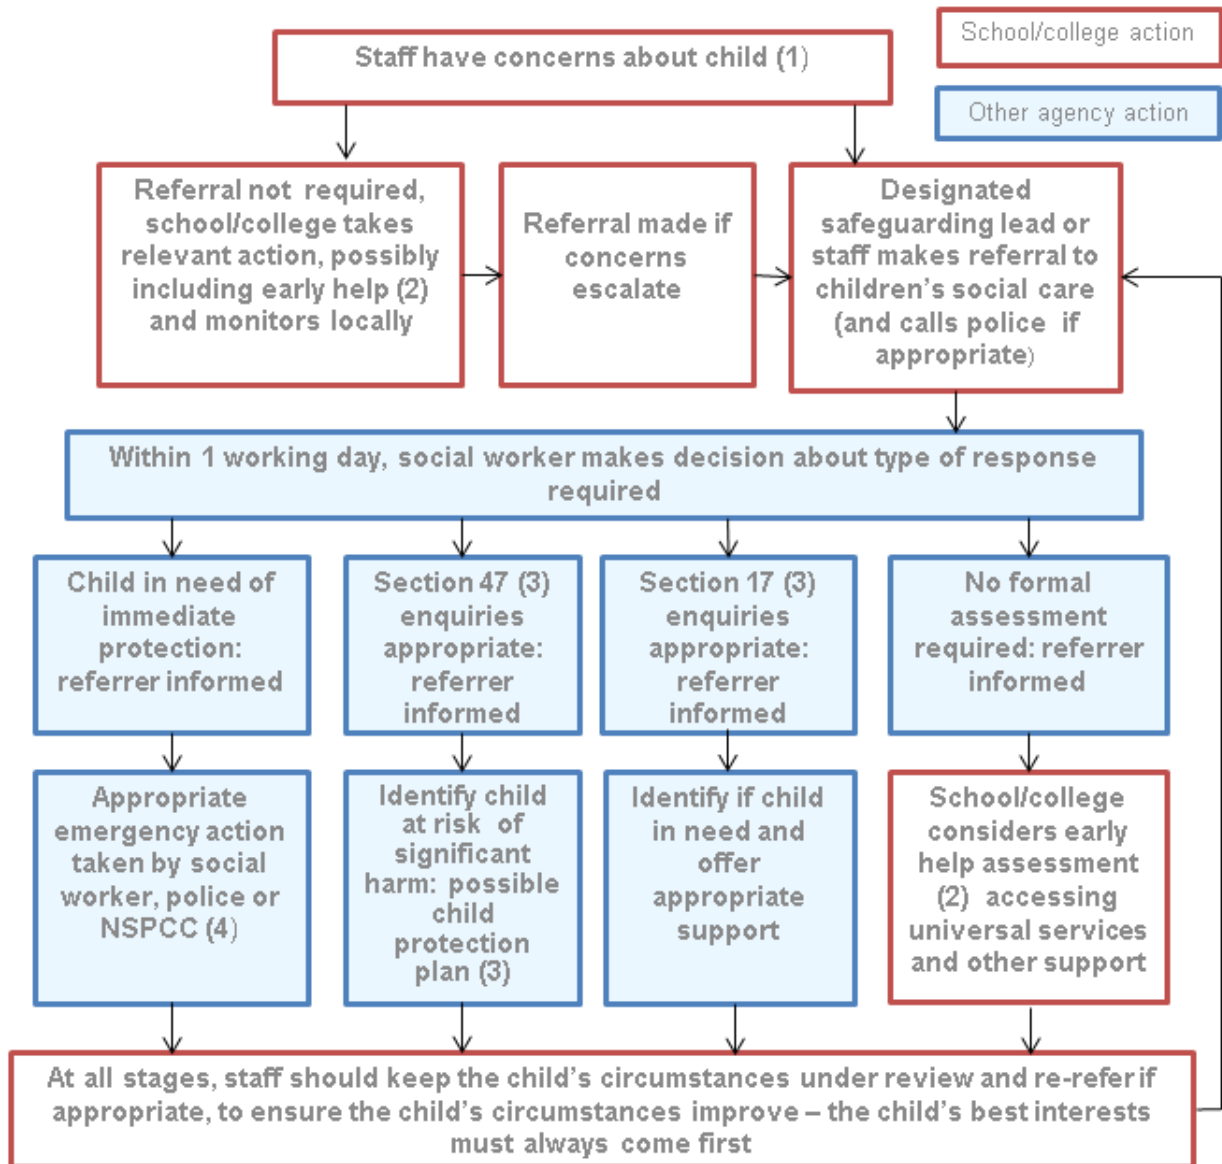 School/college action
Staff have concerns about child (1)
Other agency action
Referral not required,
school/college takes
relevant action, possibly
including early help (2)
and monitors locally
Referral made if
concerns
escalate
Designated
safeguarding lead or
staff makes referral to
children’s social care
(and calls police if
appropriate)
Within 1 working day, social worker makes decision about type of response
required
Child in need of
immediate
protection:
referrer informed
Section 47 (3)
enquiries
appropriate:
referrer
informed
Section 17 (3)
enquiries
appropriate:
referrer
informed
No formal
assessment
required: referrer
informed
Appropriate
emergency action
taken by social
worker, police or
NSPCC (4)
Identify child
at risk of
significant
harm: possible
child
protection
plan (3)
Identify if child
in need and
offer
appropriate
support
School/college
considers early
help assessment
(2) accessing
universal services
and other support
At all stages, staff should keep the child’s circumstances under review and re-refer if
appropriate, to ensure the child’s circumstances improve – the child’s best interests
must always come first